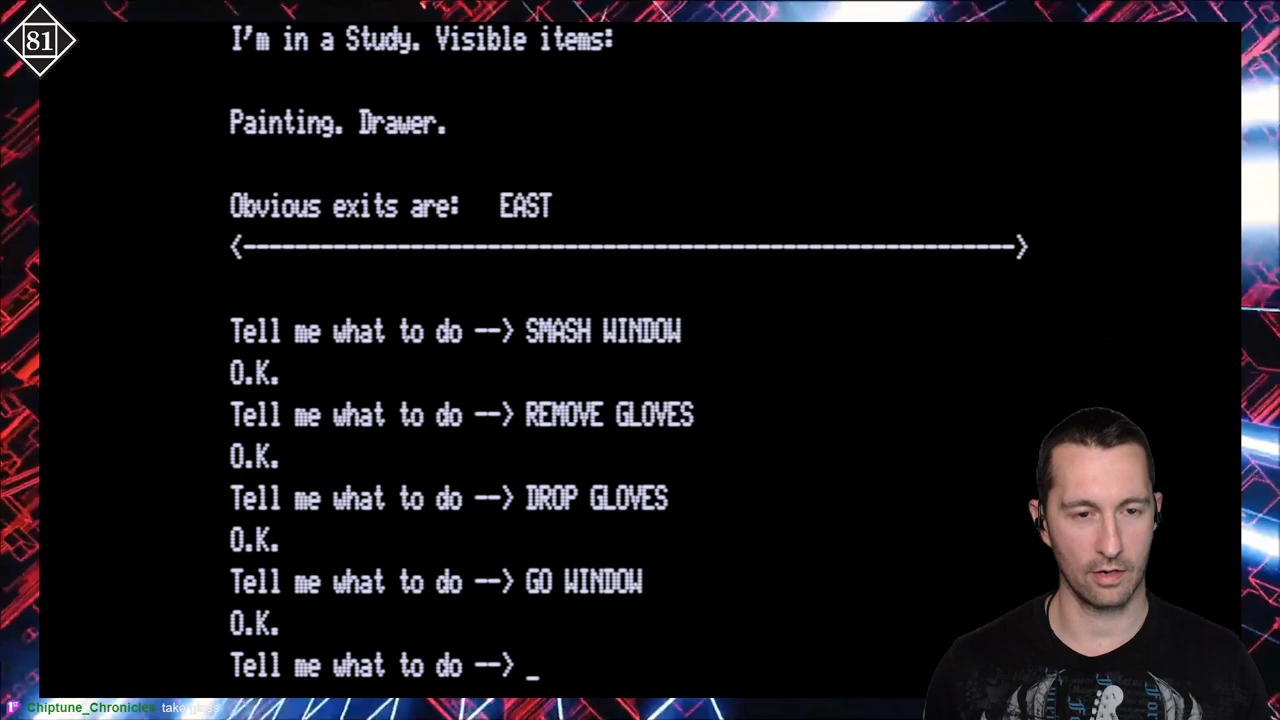 81
I'm in a Study. Visible items:
Painting. Drawer.
Obvious exits are: EAST
<------------------------------------------------------------>
Tell me what to do --> SMASH WINDOW
O.K.
Tell me what to do --> REMOVE GLOVES
O.K.
Tell me what to do --> DROP GLOVES
O.K.
Tell me what to do --> GO WINDOW
O.K.
Tell me what to do --> _
Chiptune_Chronicles take